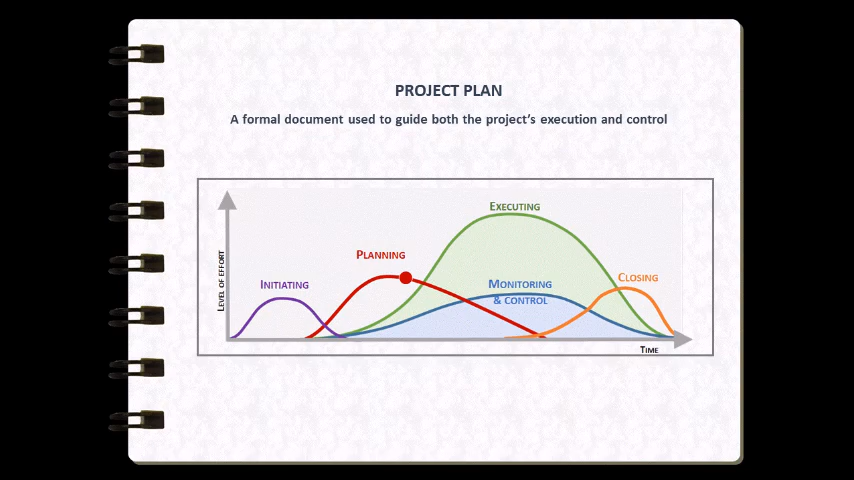 PROJECT PLAN
A formal document used to guide both the project's execution and control
EXECUTING
PLANNING
CLOSING
INITIATING
MONITORING
& CONTROL
LEVEL OF EFFORT
TIME